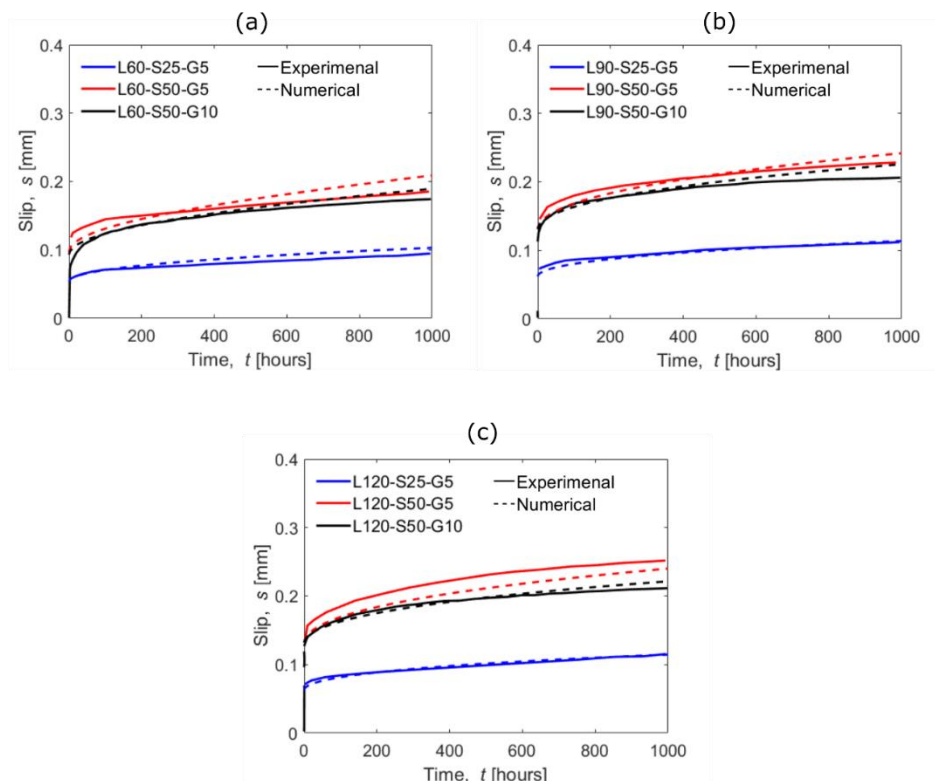 (a)
0.4
L60-S25-G5
Experimenal
L60-S50-G5
Numerical
0.3
L60-S50-G10
Slip, s [mm]
0.2
0.1
0
0 200 400 600 800 1000
Time, t [hours]
(b)
0.4
L90-S25-G5
Experimenal
L90-S50-G5
Numerical
0.3
L90-S50-G10
Slip, s [mm]
0.2
0.1
0
0 200 400 600 800 1000
Time, t [hours]
(c)
0.4
L120-S25-G5
Experimenal
L120-S50-G5
Numerical
0.3
L120-S50-G10
Slip, s [mm]
0.2
0.1
0
0 200 400 600 800 1000
Time, t [hours]